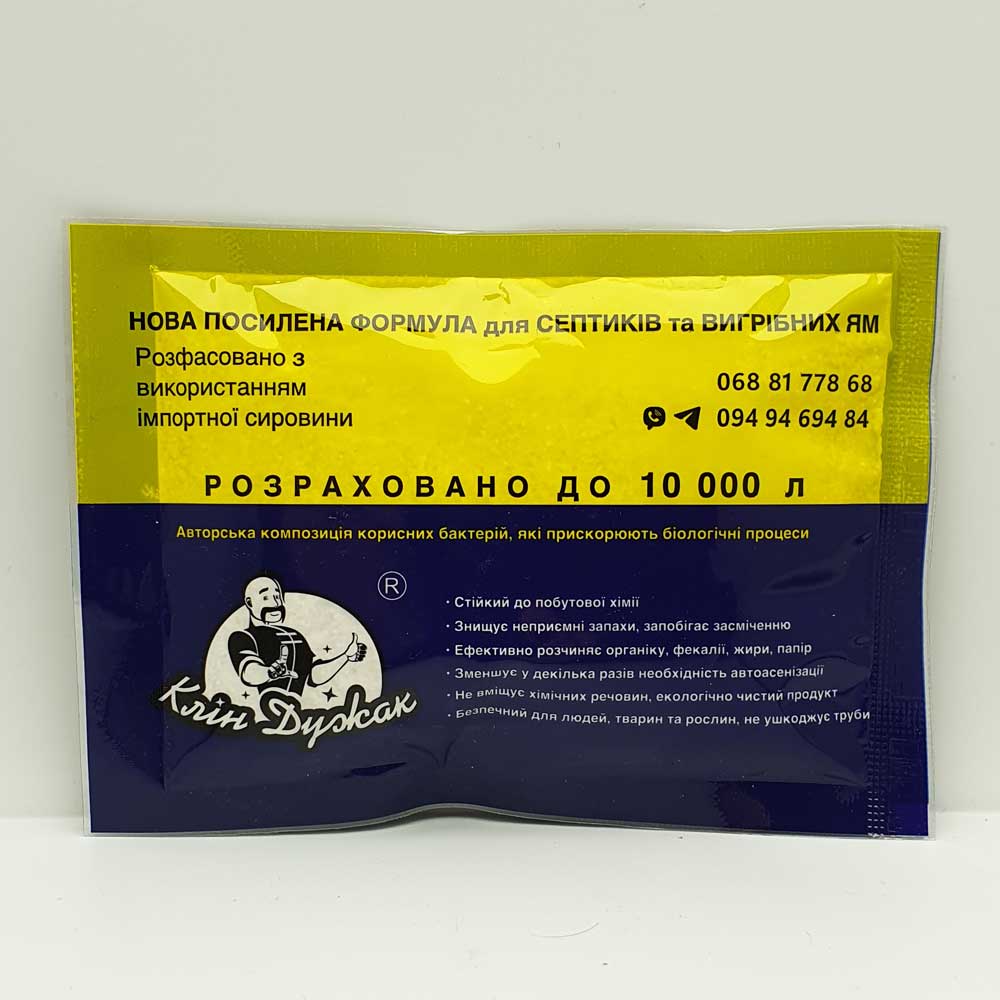 НОВА ПОСИЛЕНА ФОРМУЛА для СЕПТИКІВ та ВИГРІБНИХ ЯМ
Розфасовано з
використанням
імпортної сировини
068 81 778 68
094 94 694 84
РОЗРАХОВАНО ДО 10 000 л
Авторська композиція корисних бактерій, які прискорюють біологічні процеси
®
Клін Дужак
· Стійкий до побутової хімії
· Знищує неприємні запахи, запобігає засміченню
· Ефективно розчиняє органіку, фекалії, жири, папір
· Зменшує у декілька разів необхідність автоасенізації
· Не вміщує хімічних речовин, екологічно чистий продукт
· Безпечний для людей, тварин та рослин, не ушкоджує труби